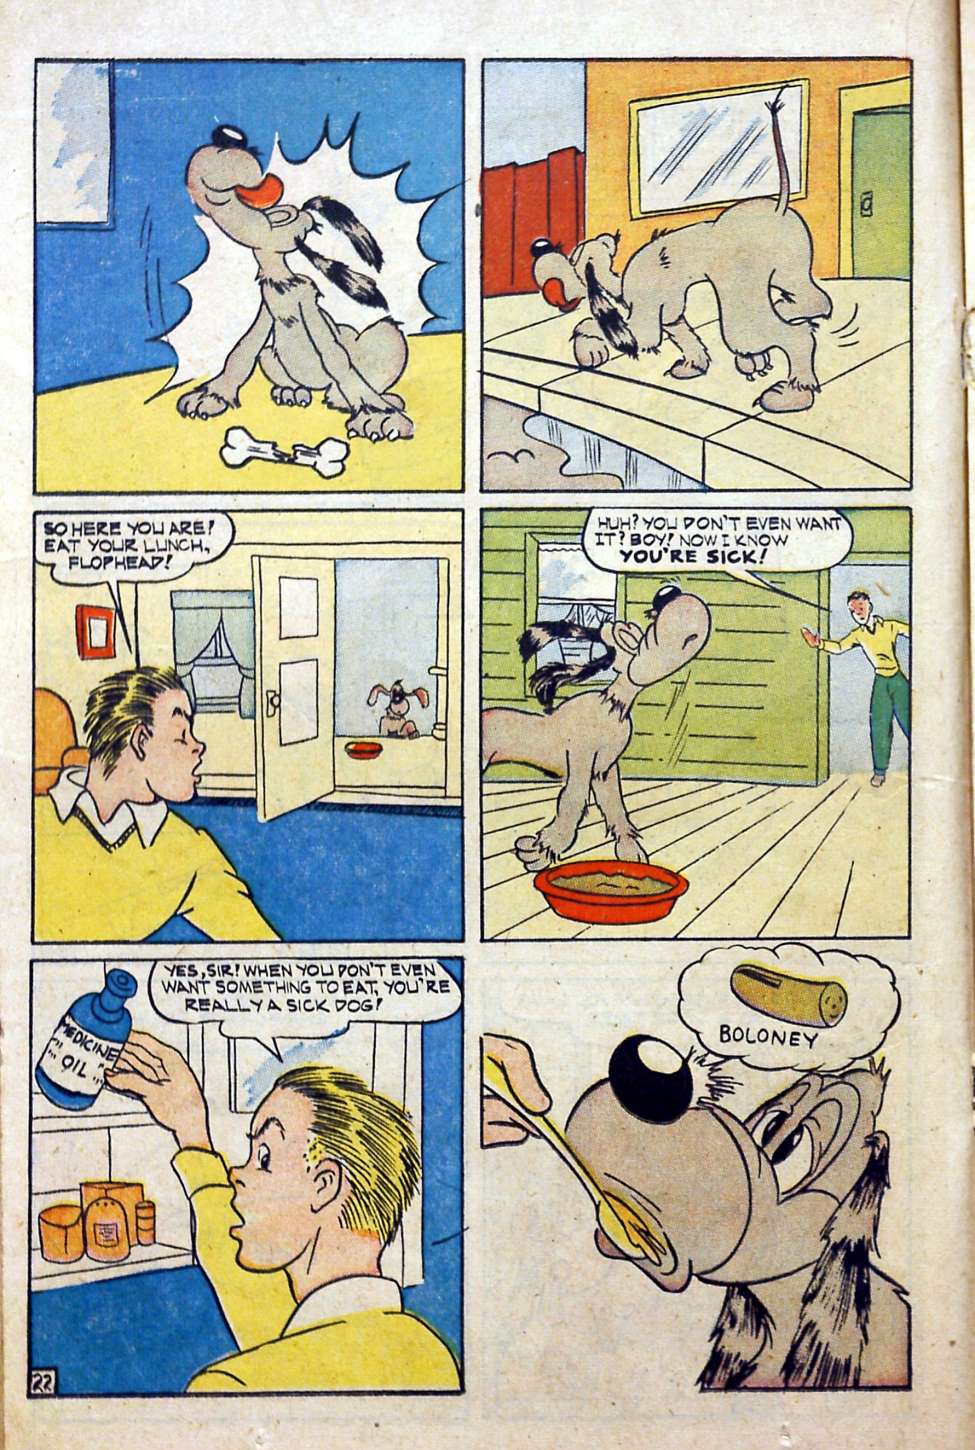 SO HERE YOU ARE!
EAT YOUR LUNCH,
FLOPHEAD!
HUH? YOU DON'T EVEN WANT
IT? BOY! NOW I KNOW
YOU'RE SICK!
YES, SIR! WHEN YOU DON'T EVEN
WANT SOMETHING TO EAT, YOU'RE
REALLY A SICK DOG!
MEDICINE
OIL
BOLONEY
22